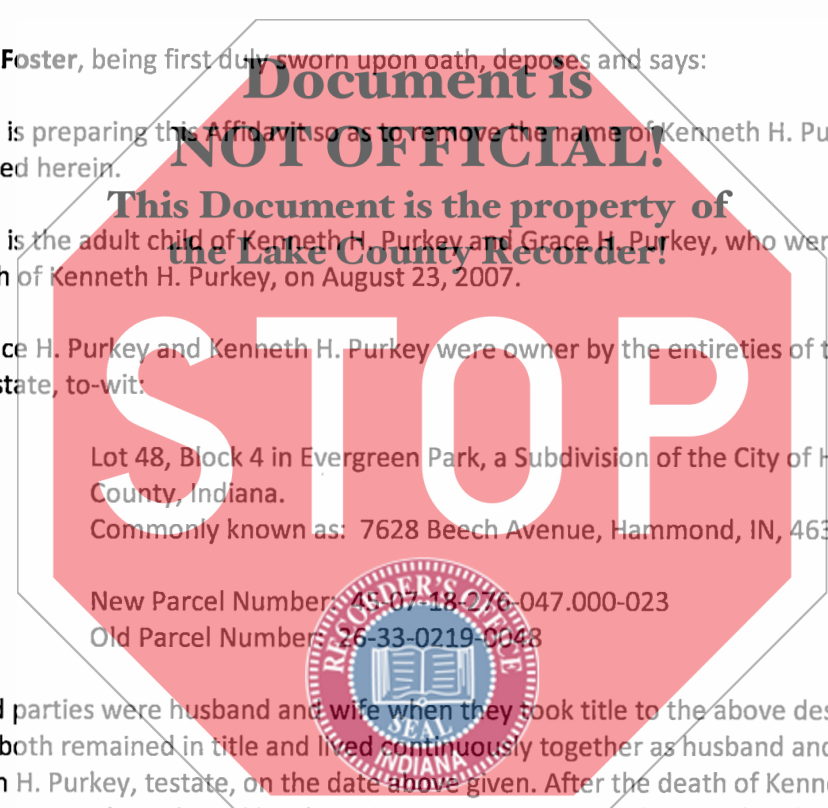 Foster, being first duly sworn upon oath, deposes and says:
Document is
is preparing this Affidavit so as to remove the name of Kenneth H. Pu
NOT OFFICIAL!
ed herein.
This Document is the property of
is the adult child of Kenneth H. Purkey and Grace H. Purkey, who wer
the Lake County Recorder!
h of Kenneth H. Purkey, on August 23, 2007.
STOP
ce H. Purkey and Kenneth H. Purkey were owner by the entireties of t
state, to-wit:
Lot 48, Block 4 in Evergreen Park, a Subdivision of the City of H
County, Indiana.
Commonly known as: 7628 Beech Avenue, Hammond, IN, 463
New Parcel Number: 45-07-18-276-047.000-023
Old Parcel Number: 26-33-0219-0048
RECORDER'S OFFICE
SEAL
INDIANA
d parties were husband and wife when they took title to the above des
both remained in title and lived continuously together as husband and
h H. Purkey, testate, on the date above given. After the death of Kenn